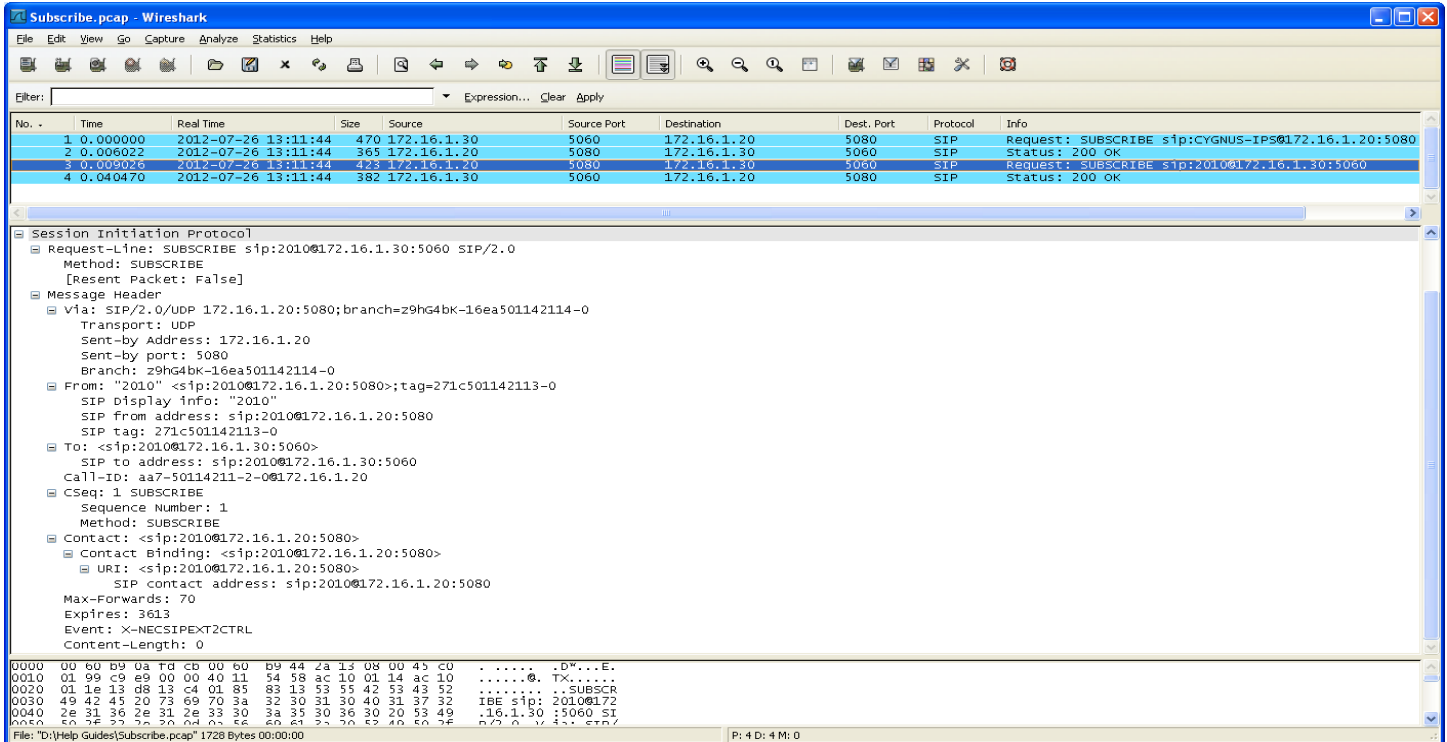 Subscribe.pcap - Wireshark
File Edit View Go Capture Analyze Statistics Help
Filter: Expression... Clear Apply
No. - Time Real Time Size Source Source Port Destination Dest. Port Protocol Info
1 0.000000 2012-07-26 13:11:44 470 172.16.1.30 5060 172.16.1.20 5080 SIP Request: SUBSCRIBE sip:CYGNUS-IPS@172.16.1.20:5080
2 0.006022 2012-07-26 13:11:44 365 172.16.1.20 5080 172.16.1.30 5060 SIP Status: 200 OK
3 0.009026 2012-07-26 13:11:44 423 172.16.1.20 5080 172.16.1.30 5060 SIP Request: SUBSCRIBE sip:2010@172.16.1.30:5060
4 0.040470 2012-07-26 13:11:44 382 172.16.1.30 5060 172.16.1.20 5080 SIP Status: 200 OK
Session Initiation Protocol
Request-Line: SUBSCRIBE sip:2010@172.16.1.30:5060 SIP/2.0
Method: SUBSCRIBE
[Resent Packet: False]
Message Header
Via: SIP/2.0/UDP 172.16.1.20:5080;branch=z9hG4bK-16ea501142114-0
Transport: UDP
Sent-by Address: 172.16.1.20
Sent-by port: 5080
Branch: z9hG4bK-16ea501142114-0
From: "2010" <sip:2010@172.16.1.20:5080>;tag=271c501142113-0
SIP Display info: "2010"
SIP from address: sip:2010@172.16.1.20:5080
SIP tag: 271c501142113-0
To: <sip:2010@172.16.1.30:5060>
SIP to address: sip:2010@172.16.1.30:5060
Call-ID: aa7-50114211-2-0@172.16.1.20
CSeq: 1 SUBSCRIBE
Sequence Number: 1
Method: SUBSCRIBE
Contact: <sip:2010@172.16.1.20:5080>
Contact Binding: <sip:2010@172.16.1.20:5080>
URI: <sip:2010@172.16.1.20:5080>
SIP contact address: sip:2010@172.16.1.20:5080
Max-Forwards: 70
Expires: 3613
Event: X-NECSIPEXT2CTRL
Content-Length: 0
0000 00 60 b9 0a fd cb 00 60 b9 44 2a 13 08 00 45 c0 . ..... .D*...E.
0010 01 99 c9 e9 00 00 40 11 54 58 ac 10 01 14 ac 10 ......@. TX......
0020 01 1e 13 d8 13 c4 01 85 83 13 53 55 42 53 43 52 ........ ..SUBSCR
0030 49 42 45 20 73 69 70 3a 32 30 31 30 40 31 37 32 IBE sip: 2010@172
0040 2e 31 36 2e 31 2e 33 30 3a 35 30 36 30 20 53 49 .16.1.30 :5060 SI
File: "D:\Help Guides\Subscribe.pcap" 1728 Bytes 00:00:00 P: 4 D: 4 M: 0